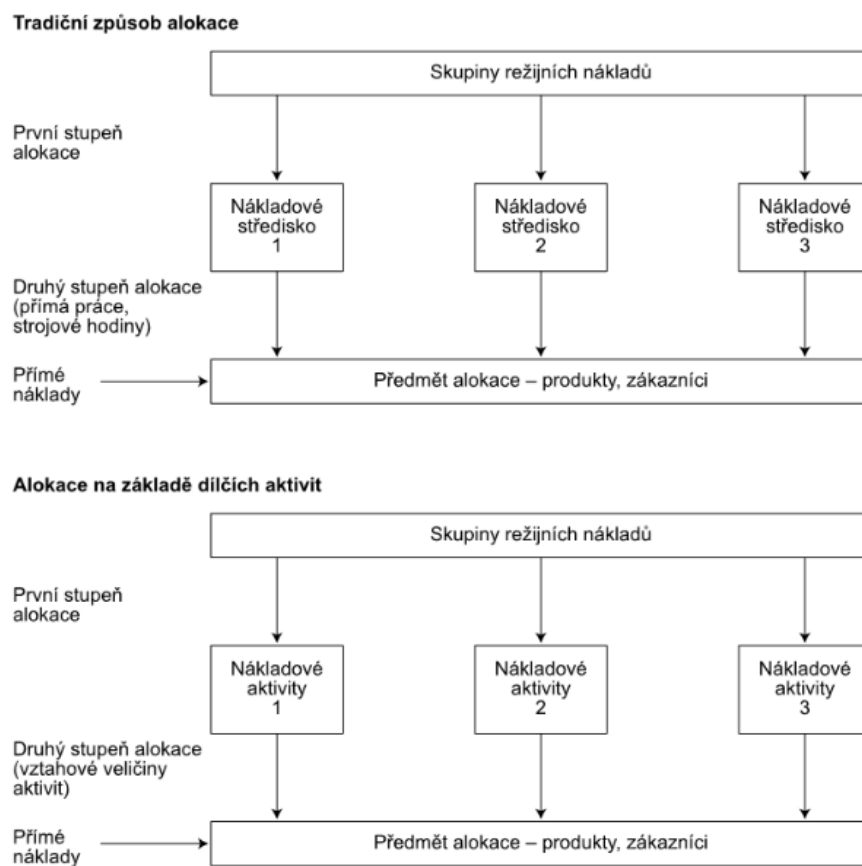 Tradiční způsob alokace
Skupiny režijních nákladů
První stupeň
alokace
Nákladové
středisko
1
Nákladové
středisko
2
Nákladové
středisko
3
Druhý stupeň alokace
(přímá práce,
strojové hodiny)
Přímé
náklady
Předmět alokace – produkty, zákazníci
Alokace na základě dílčích aktivit
Skupiny režijních nákladů
První stupeň
alokace
Nákladové
aktivity
1
Nákladové
aktivity
2
Nákladové
aktivity
3
Druhý stupeň alokace
(vztahové veličiny
aktivit)
Přímé
náklady
Předmět alokace – produkty, zákazníci